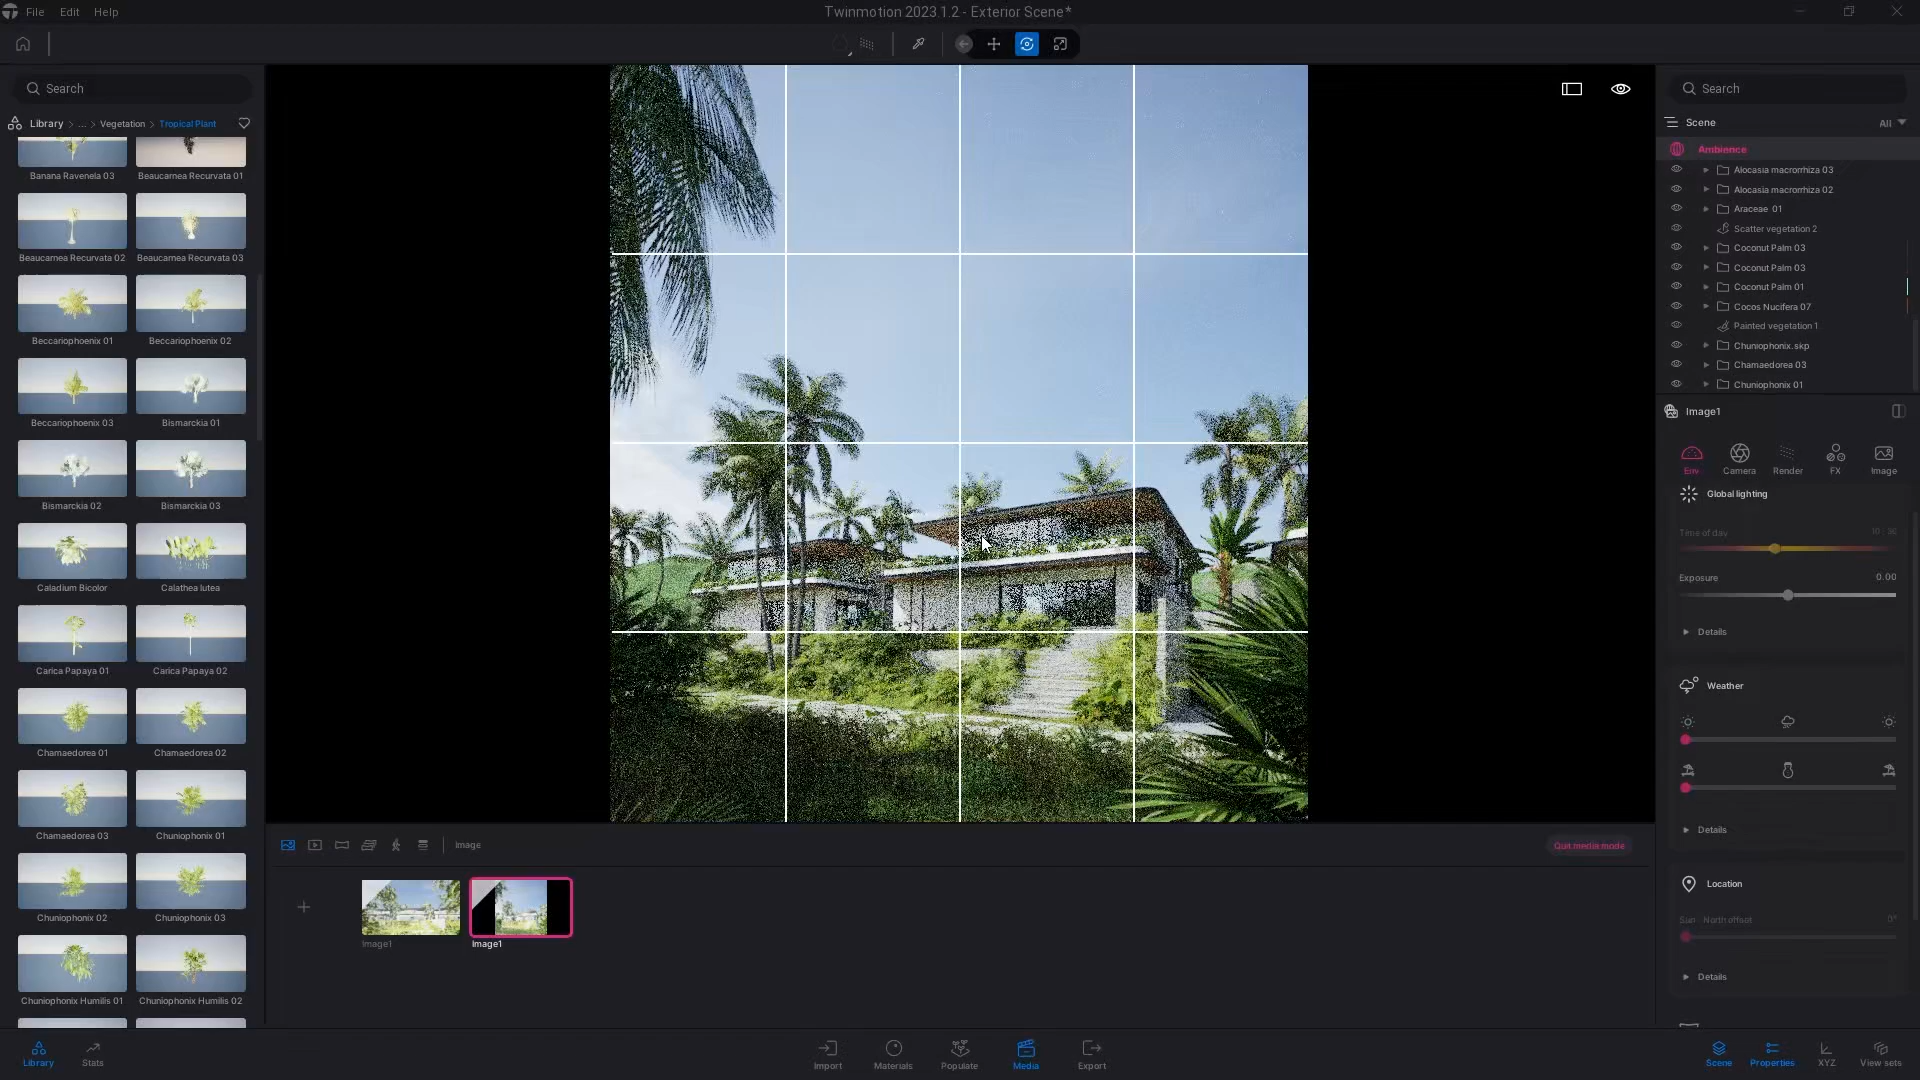 File Edit Help
Twinmotion 2023.1.2 - Exterior Scene*
Search
Library > ... > Vegetation > Tropical Plant
Banana Ravenela 03
Beaucarnea Recurvata 01
Beaucarnea Recurvata 02
Beaucarnea Recurvata 03
Beccariophoenix 01
Beccariophoenix 02
Beccariophoenix 03
Bismarckia 01
Bismarckia 02
Bismarckia 03
Caladium Bicolor
Calathea lutea
Carica Papaya 01
Carica Papaya 02
Chamaedorea 01
Chamaedorea 02
Chamaedorea 03
Chuniophonix 01
Chuniophonix 02
Chuniophonix 03
Chuniophonix Humilis 01
Chuniophonix Humilis 02
Image
Quit media mode
Image1
Image1
Search
Scene
All
Ambience
Alocasia macrorrhiza 03
Alocasia macrorrhiza 02
Araceae 01
Scatter vegetation 2
Coconut Palm 03
Coconut Palm 03
Coconut Palm 01
Cocos Nucifera 07
Painted vegetation 1
Chuniophonix.skp
Chamaedorea 03
Chuniophonix 01
Image1
Env
Camera
Render
FX
Image
Global lighting
Time of day
Exposure 0.00
Details
Weather
Details
Location
Sun North offset 0°
Details
Library
Stats
Import
Materials
Populate
Media
Export
Scene
Properties
XYZ
View sets